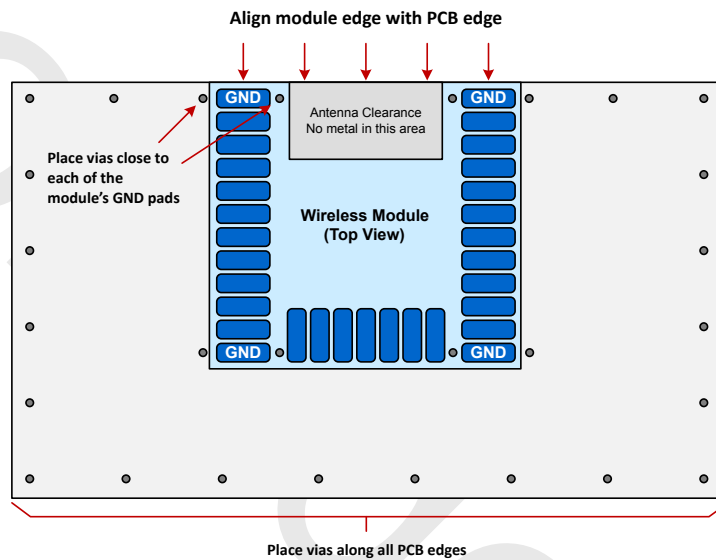 Align module edge with PCB edge
GND
GND
Antenna Clearance
No metal in this area
Place vias close to
each of the
module's GND pads
Wireless Module
(Top View)
GND
GND
Place vias along all PCB edges